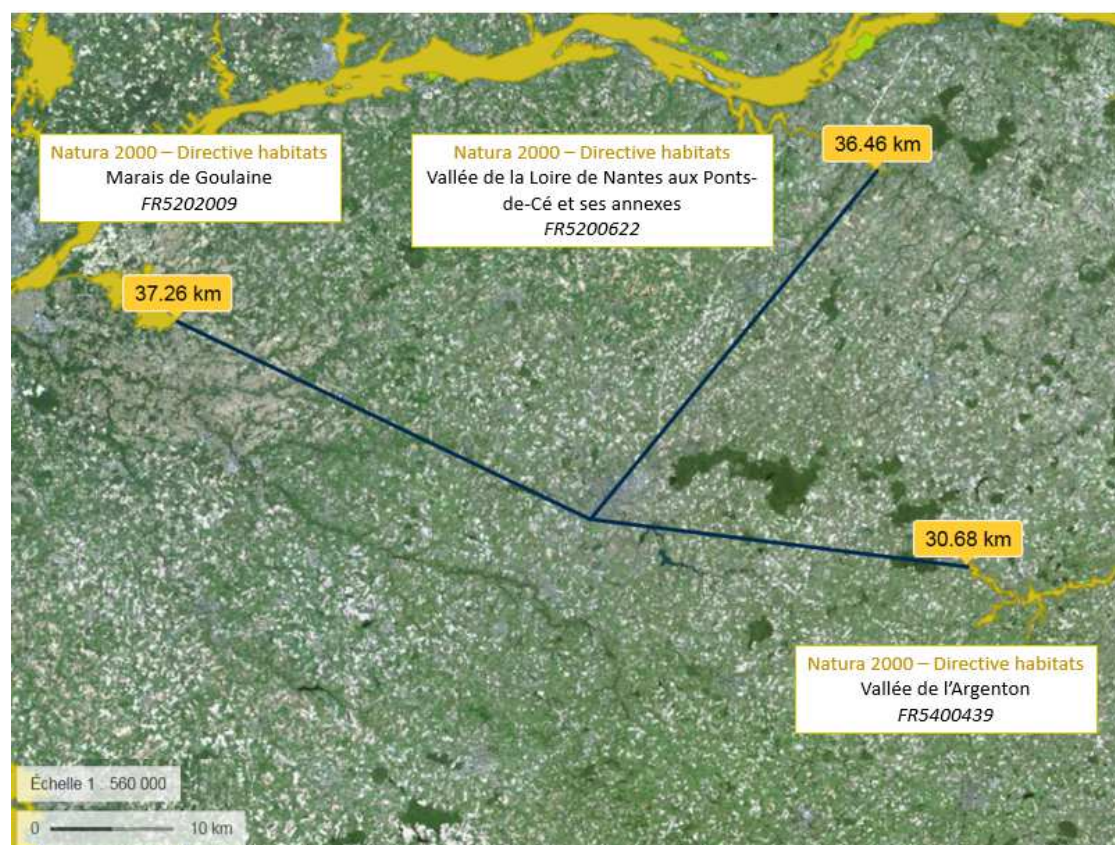 Natura 2000 – Directive habitats
Marais de Goulaine
FR5202009
Natura 2000 – Directive habitats
Vallée de la Loire de Nantes aux Ponts-
de-Cé et ses annexes
FR5200622
36.46 km
37.26 km
30.68 km
Natura 2000 – Directive habitats
Vallée de l'Argenton
FR5400439
Échelle 1 : 560 000
0 10 km